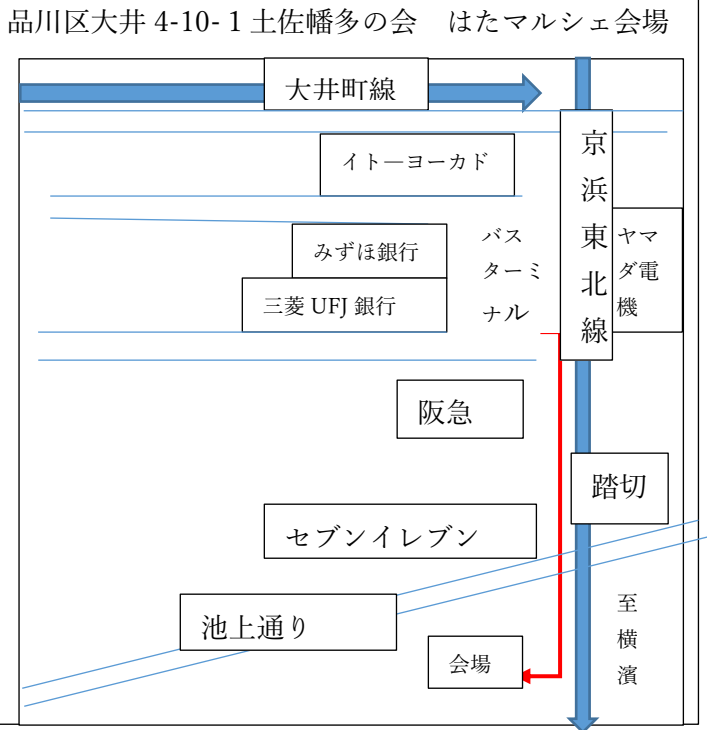 品川区大井 4-10-1 土佐幡多の会　はたマルシェ会場
大井町線
京浜東北線
イト―ヨーカド
みずほ銀行
三菱 UFJ 銀行
バス
ターミ
ナル
ヤマ
ダ電
機
阪急
踏切
セブンイレブン
池上通り
至横濱
会場